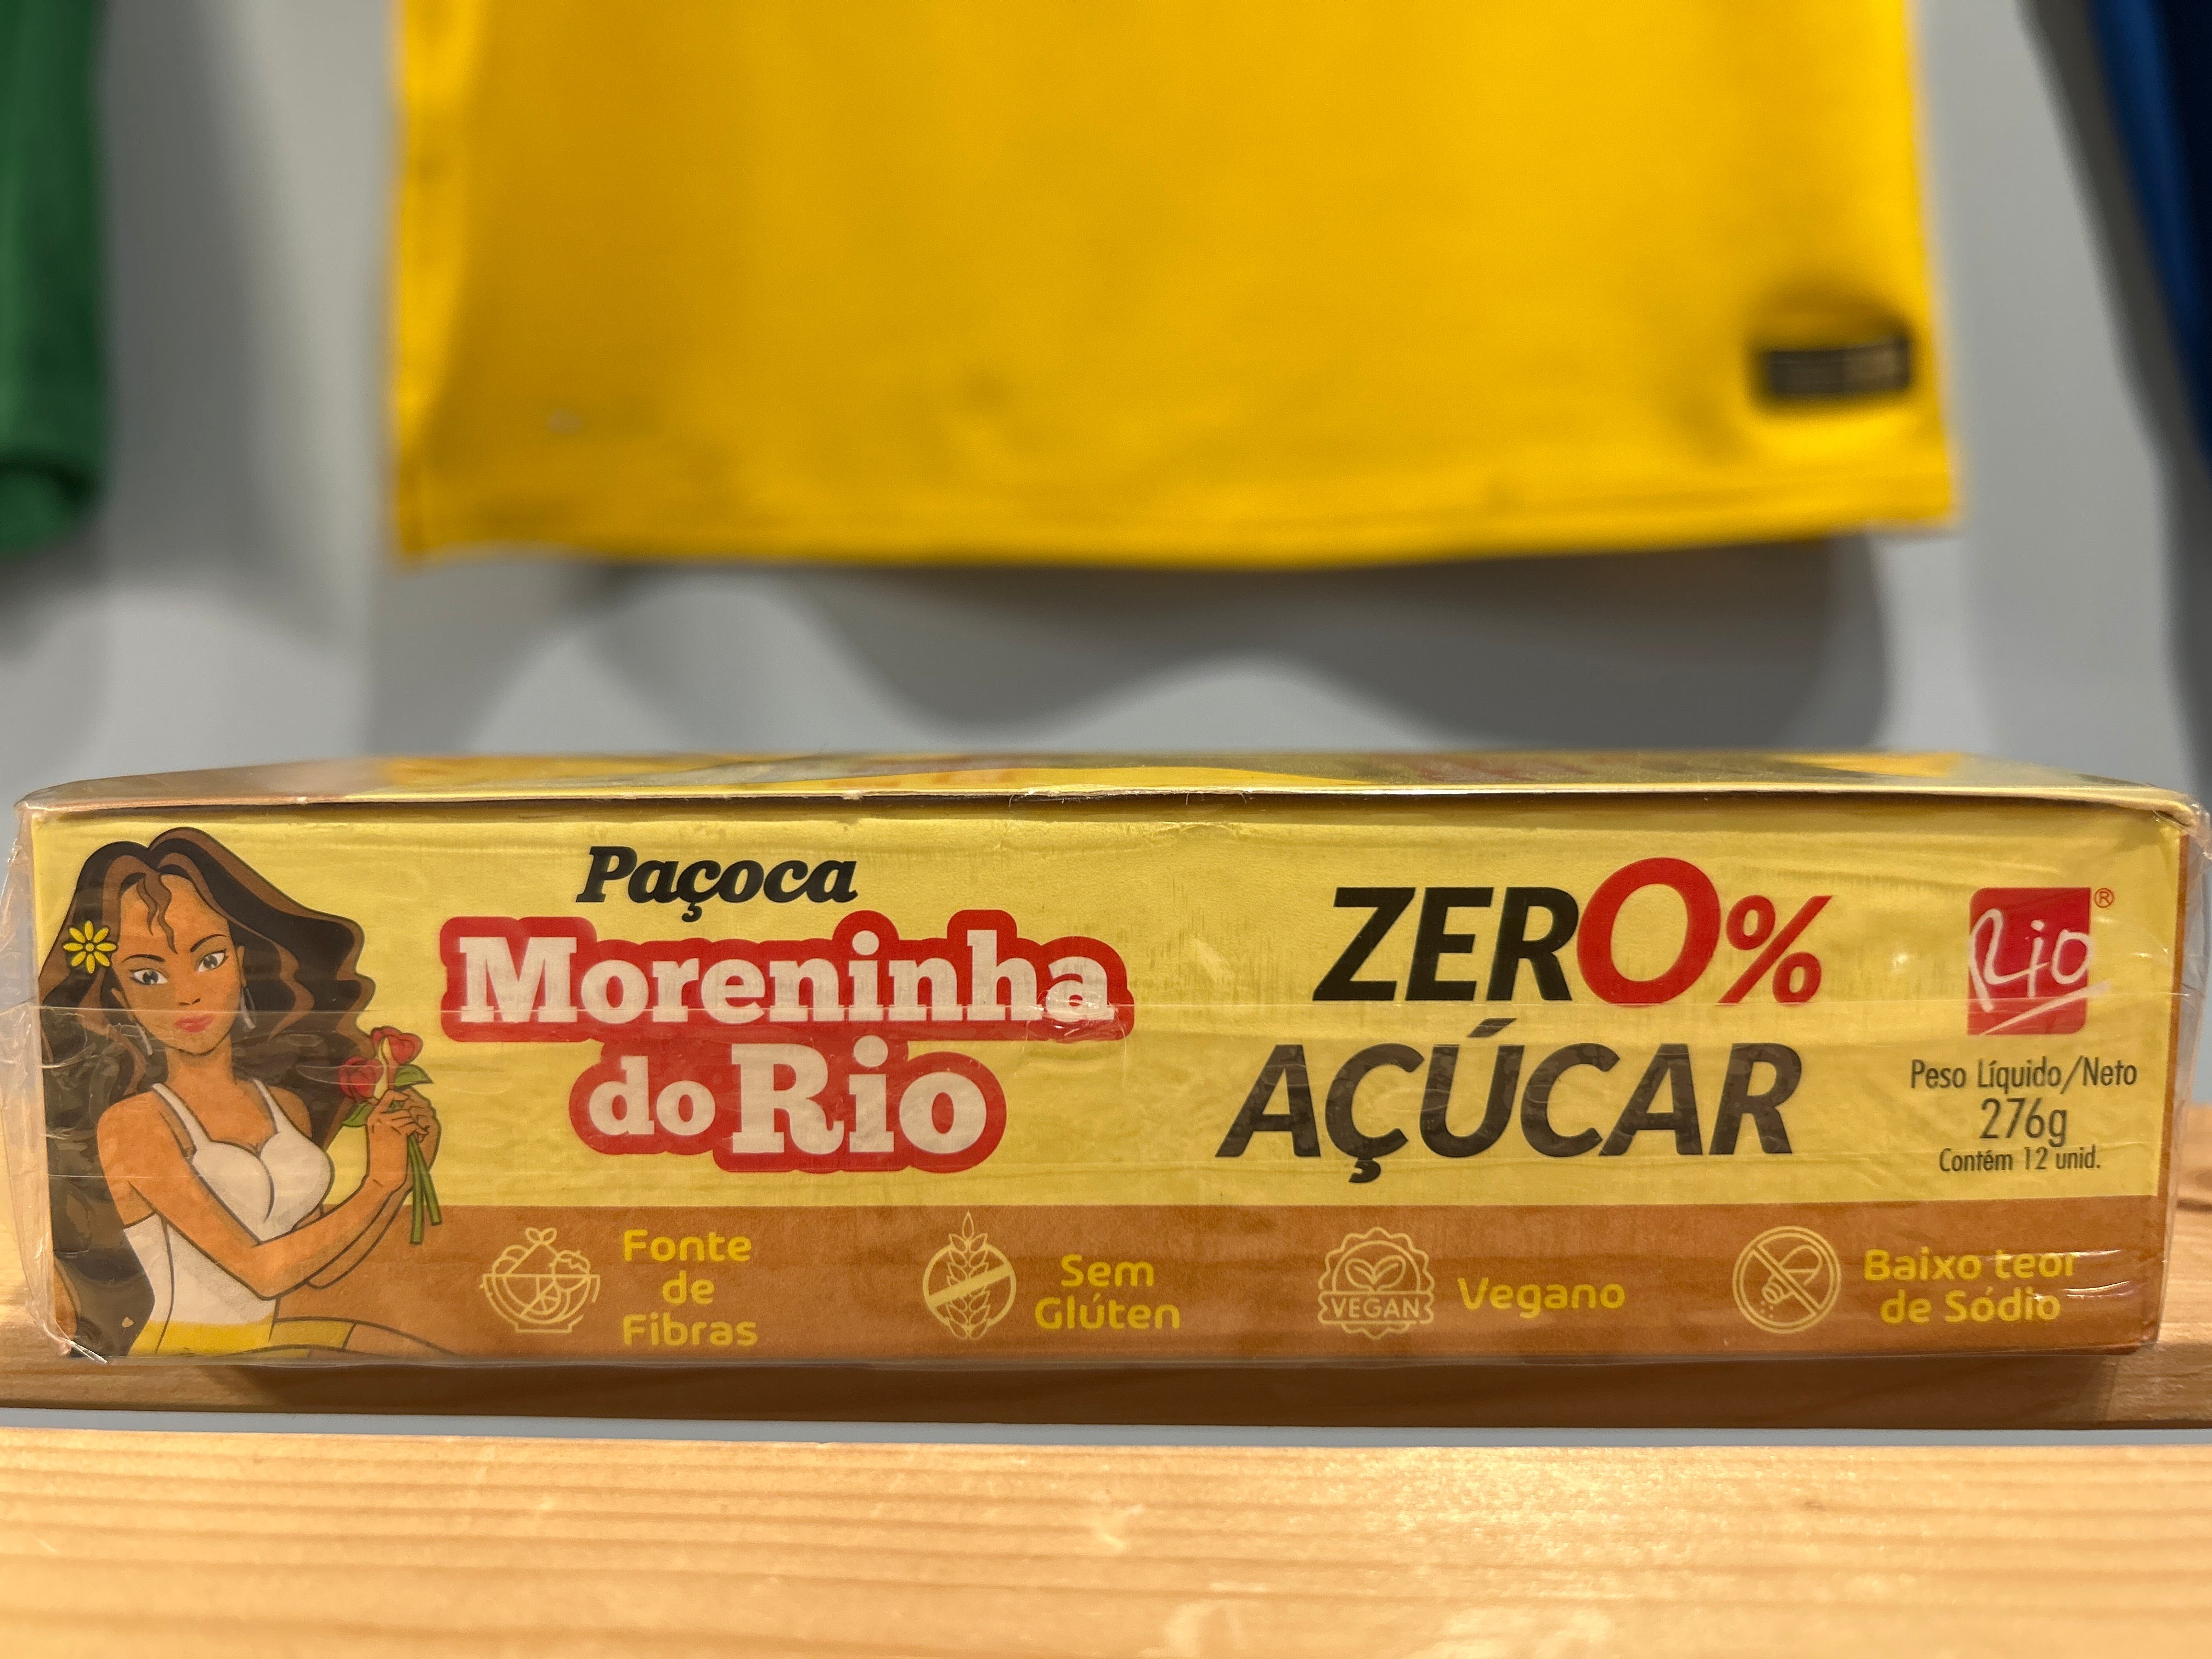 Paçoca
Moreninha
do Rio
ZERO%
AÇÚCAR
Rio®
Peso Líquido/Neto
276g
Contém 12 unid.
Fonte
de
Fibras
Sem
Glúten
VEGAN
Vegano
Baixo teor
de Sódio